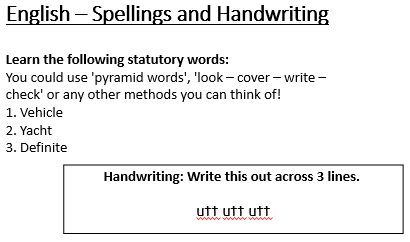 English – Spellings and Handwriting
Learn the following statutory words:
You could use 'pyramid words', 'look – cover – write –
check' or any other methods you can think of!
1. Vehicle
2. Yacht
3. Definite
Handwriting: Write this out across 3 lines.
utt utt utt